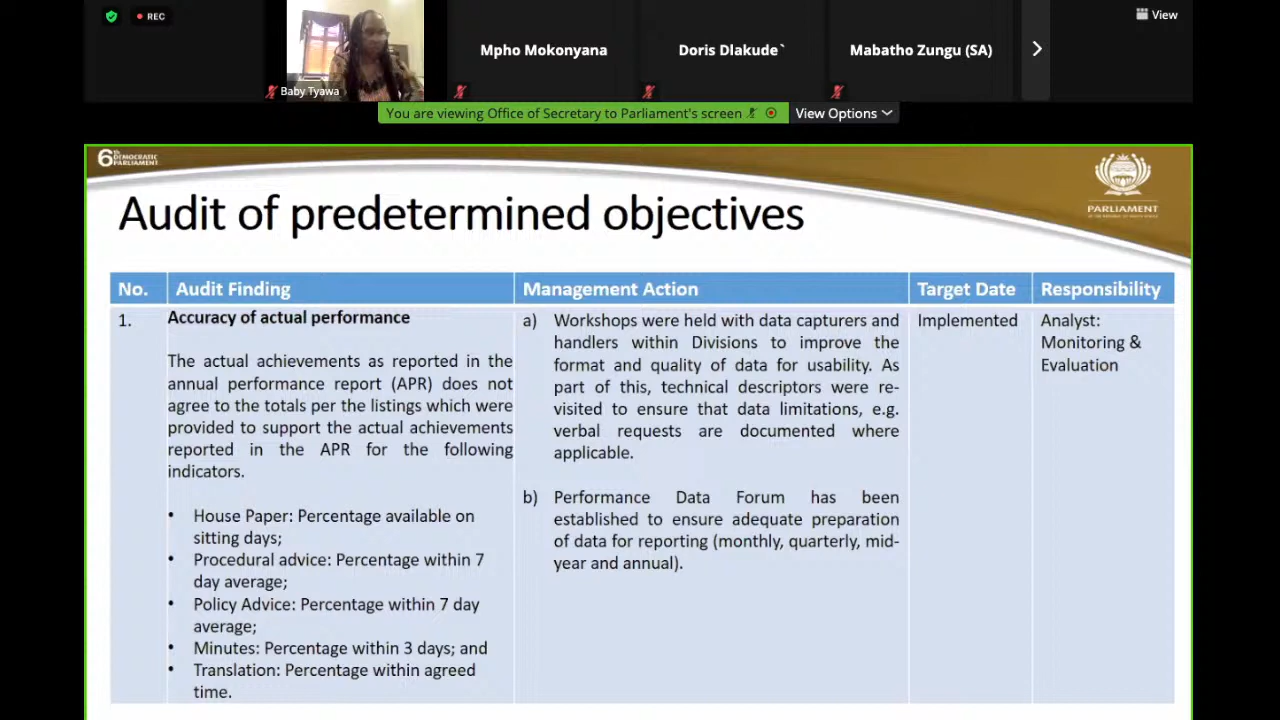 REC
View
Baby Tyawa
Mpho Mokonyana
Doris Dlakude`
Mabatho Zungu (SA)
You are viewing Office of Secretary to Parliament's screen
View Options
6th DEMOCRATIC
PARLIAMENT
PARLIAMENT
OF THE REPUBLIC OF SOUTH AFRICA
Audit of predetermined objectives
No. Audit Finding Management Action Target Date Responsibility
1.
Accuracy of actual performance
The actual achievements as reported in the
annual performance report (APR) does not
agree to the totals per the listings which were
provided to support the actual achievements
reported in the APR for the following
indicators.
• House Paper: Percentage available on
sitting days;
• Procedural advice: Percentage within 7
day average;
• Policy Advice: Percentage within 7 day
average;
• Minutes: Percentage within 3 days; and
• Translation: Percentage within agreed
time.
a) Workshops were held with data capturers and
handlers within Divisions to improve the
format and quality of data for usability. As
part of this, technical descriptors were re-
visited to ensure that data limitations, e.g.
verbal requests are documented where
applicable.
b) Performance Data Forum has been
established to ensure adequate preparation
of data for reporting (monthly, quarterly, mid-
year and annual).
Implemented
Analyst:
Monitoring &
Evaluation